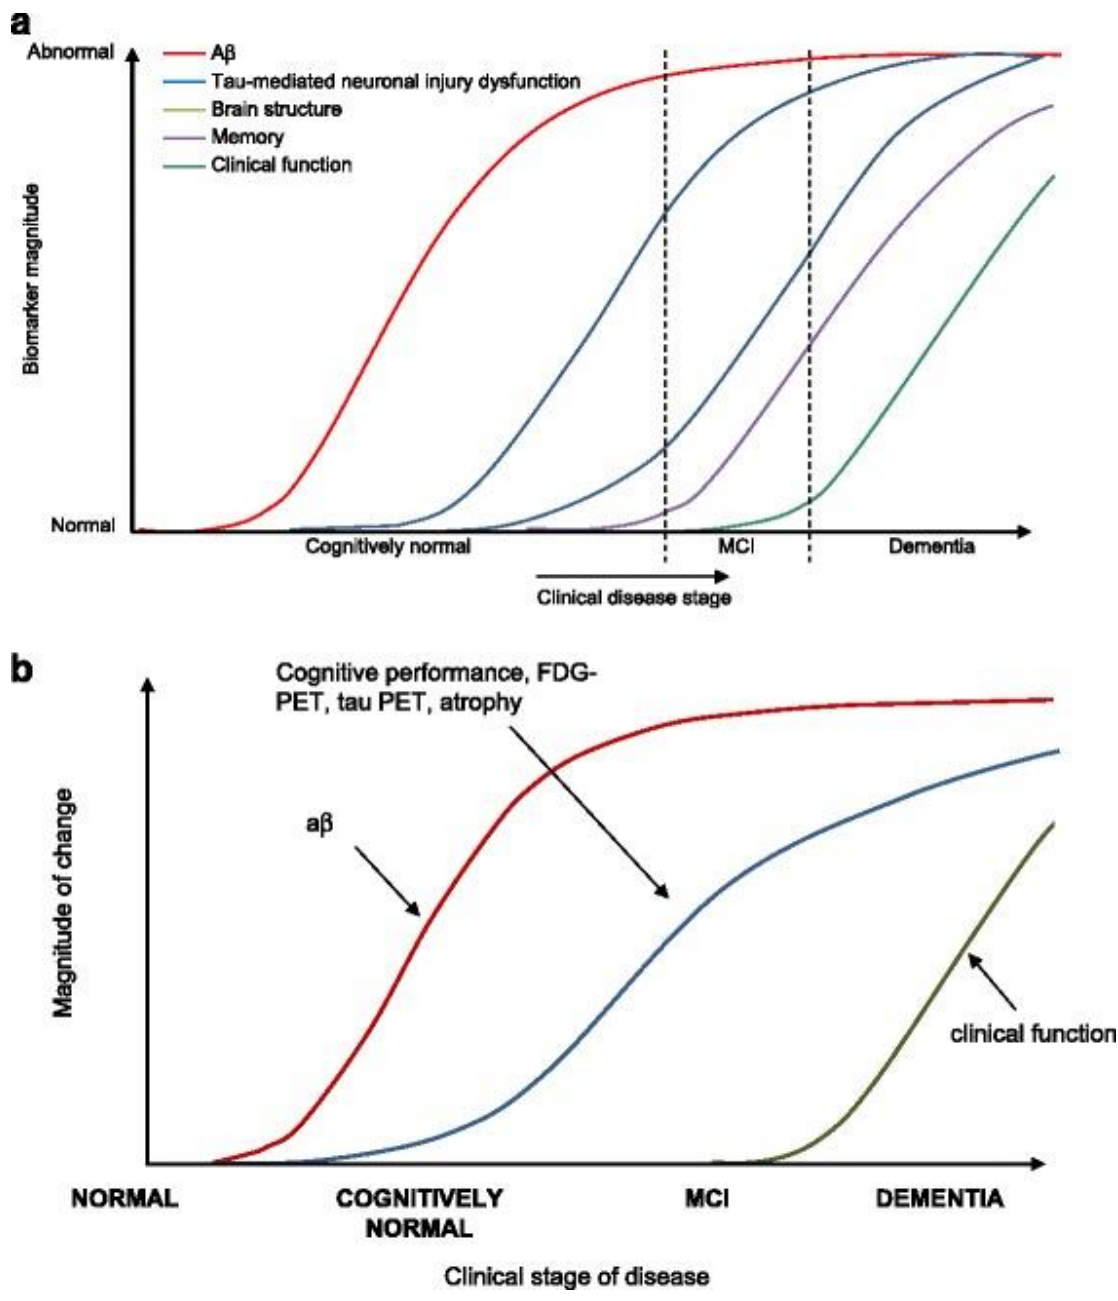 a
Abnormal
Aβ
Tau-mediated neuronal injury dysfunction
Brain structure
Memory
Clinical function
Biomarker magnitude
Normal
Cognitively normal
MCI
Dementia
Clinical disease stage
b
Cognitive performance, FDG-
PET, tau PET, atrophy
aβ
Magnitude of change
clinical function
NORMAL
COGNITIVELY
NORMAL
MCI
DEMENTIA
Clinical stage of disease